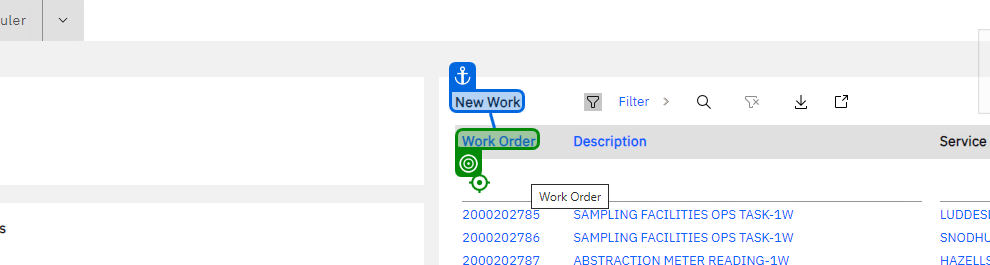 uler
New Work
Filter
Work Order Description Service
Work Order
s
2000202785 SAMPLING FACILITIES OPS TASK-1W LUDDES
2000202786 SAMPLING FACILITIES OPS TASK-1W SNODHU
2000202787 ABSTRACTION METER READING-1W HAZELLS